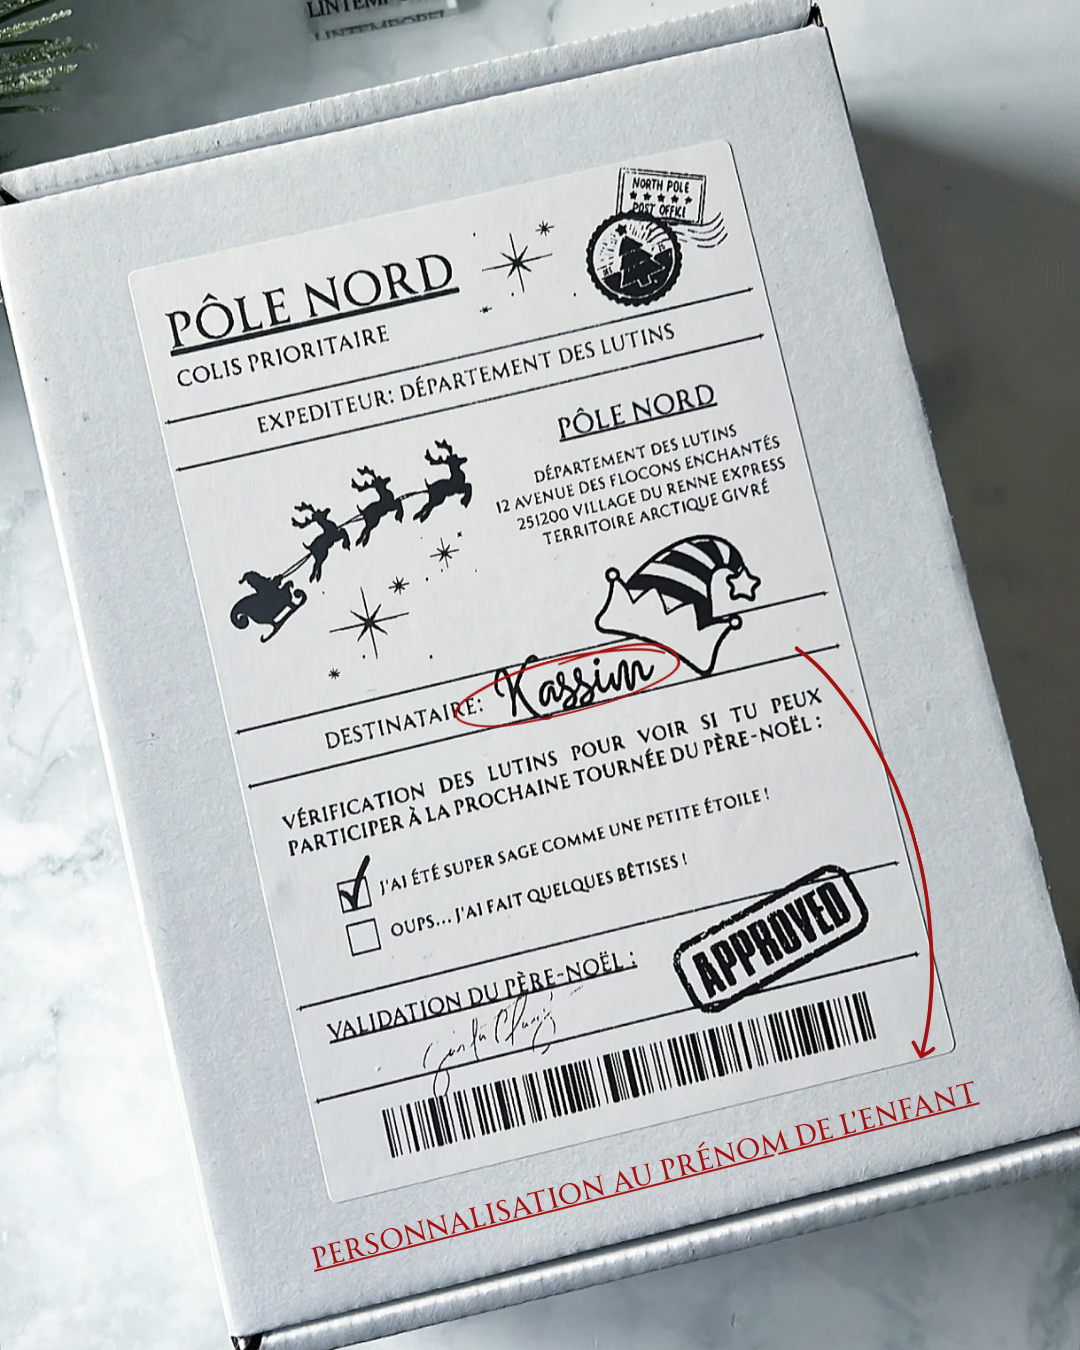 LINTEMPOREL
NORTH POLE
POST OFFICE
PÔLE NORD
COLIS PRIORITAIRE
EXPEDITEUR: DÉPARTEMENT DES LUTINS
PÔLE NORD
DÉPARTEMENT DES LUTINS
12 AVENUE DES FLOCONS ENCHANTÉS
251200 VILLAGE DU RENNE EXPRESS
TERRITOIRE ARCTIQUE GIVRÉ
DESTINATAIRE: Kassim
VÉRIFICATION DES LUTINS POUR VOIR SI TU PEUX
PARTICIPER À LA PROCHAINE TOURNÉE DU PÈRE-NOËL :
J'AI ÉTÉ SUPER SAGE COMME UNE PETITE ÉTOILE !
OUPS... J'AI FAIT QUELQUES BÊTISES !
APPROVED
VALIDATION DU PÈRE-NOËL :
PERSONNALISATION AU PRÉNOM DE L'ENFANT